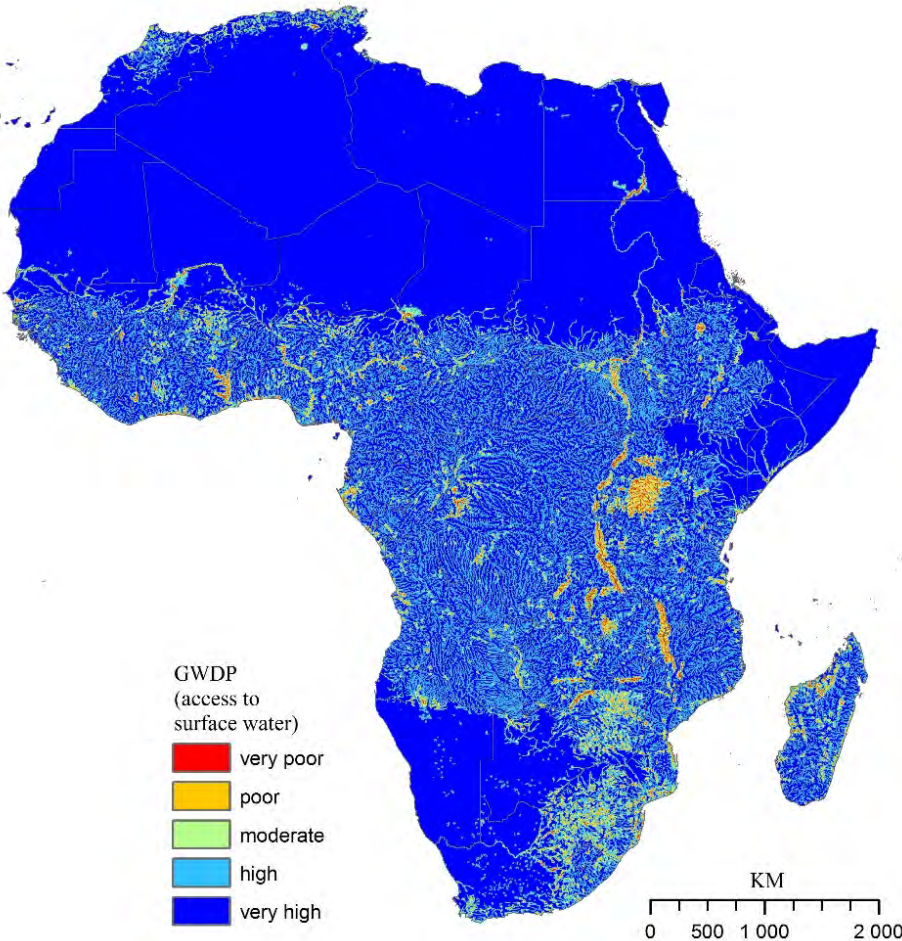 GWDP
(access to
surface water)
very poor
poor
moderate
high
very high
KM
0 500 1 000 2 000